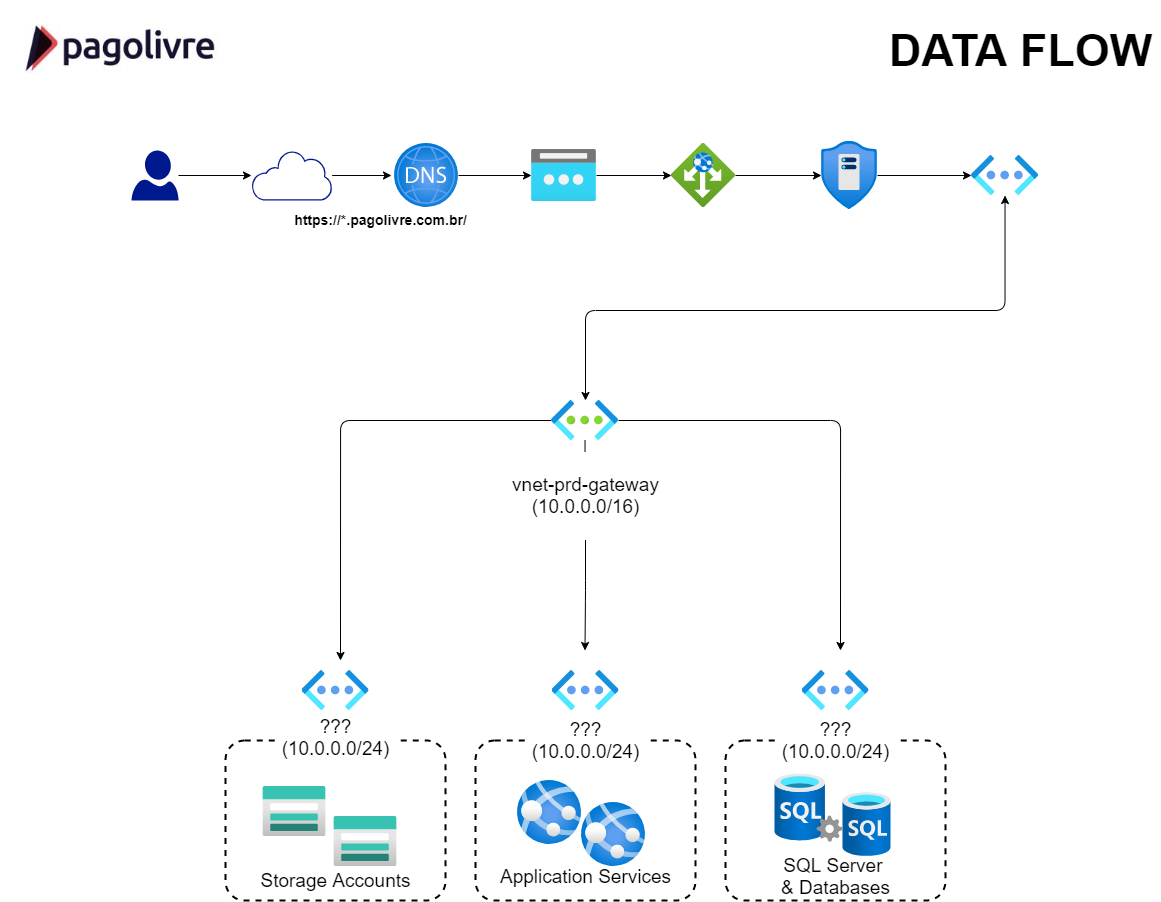 pagolivre
DATA FLOW
DNS
https://*.pagolivre.com.br/
vnet-prd-gateway
(10.0.0.0/16)
???
(10.0.0.0/24)
Storage Accounts
???
(10.0.0.0/24)
Application Services
???
(10.0.0.0/24)
SQL
SQL
SQL Server
& Databases